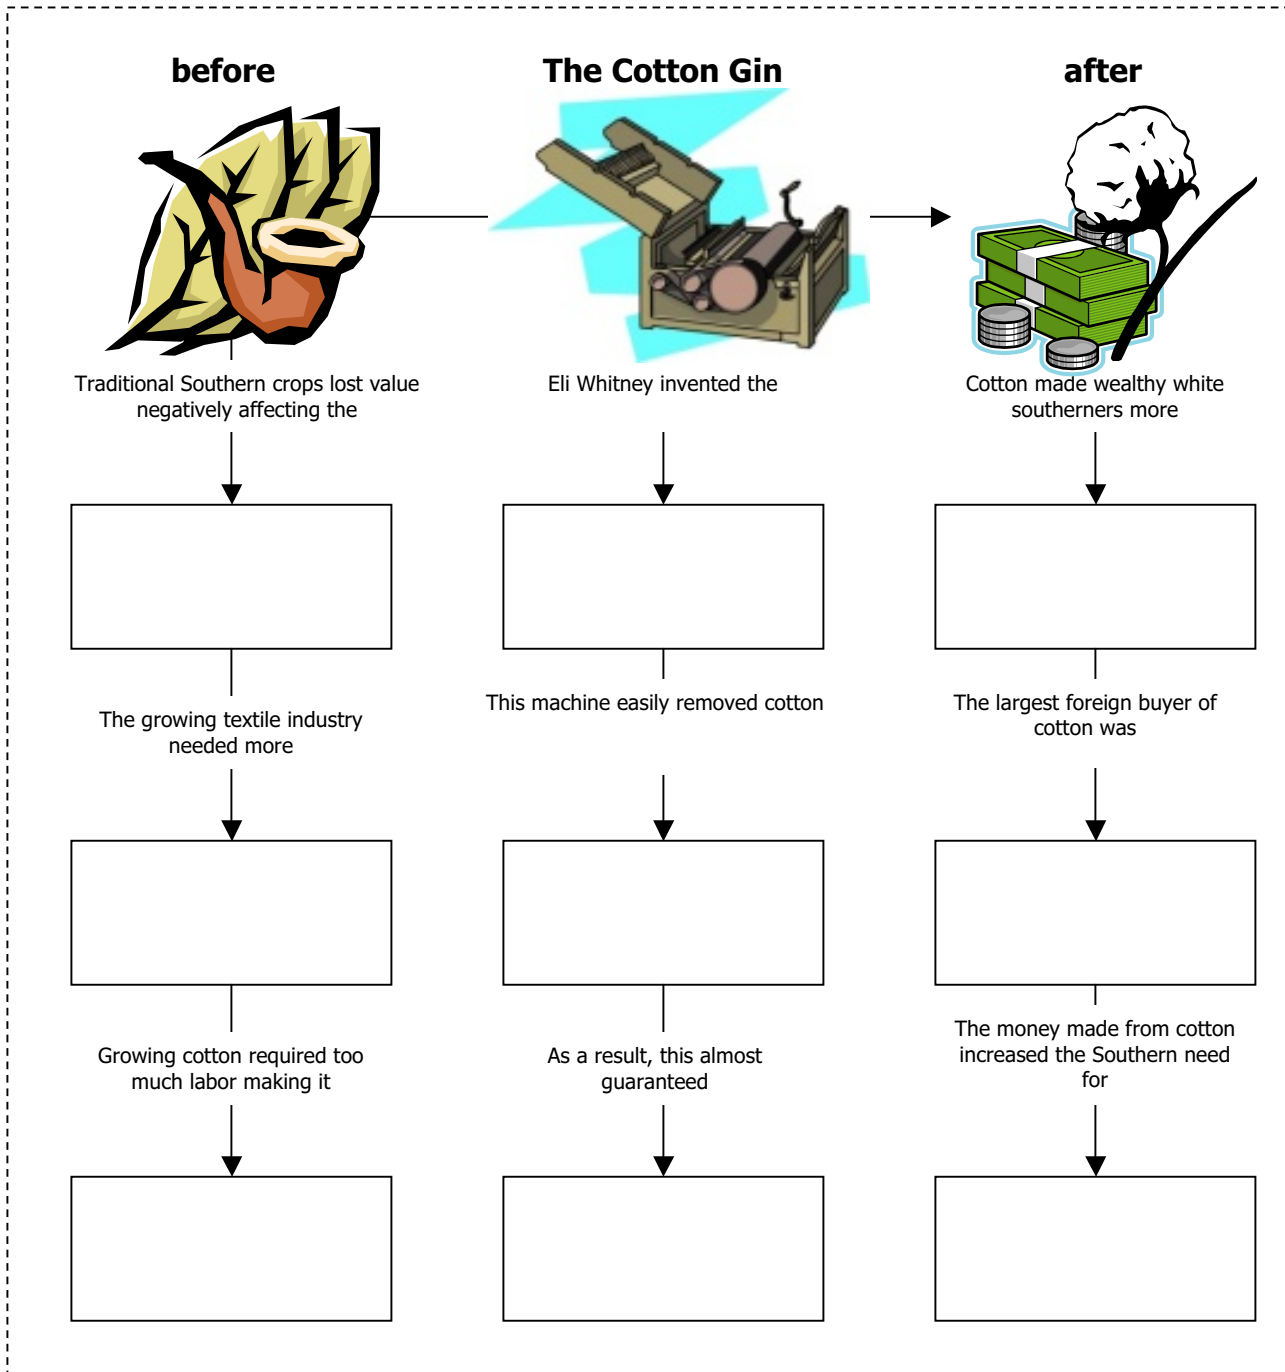 before
The Cotton Gin
after
Traditional Southern crops lost value
negatively affecting the
Eli Whitney invented the
Cotton made wealthy white
southerners more
The growing textile industry
needed more
This machine easily removed cotton
The largest foreign buyer of
cotton was
Growing cotton required too
much labor making it
As a result, this almost
guaranteed
The money made from cotton
increased the Southern need
for